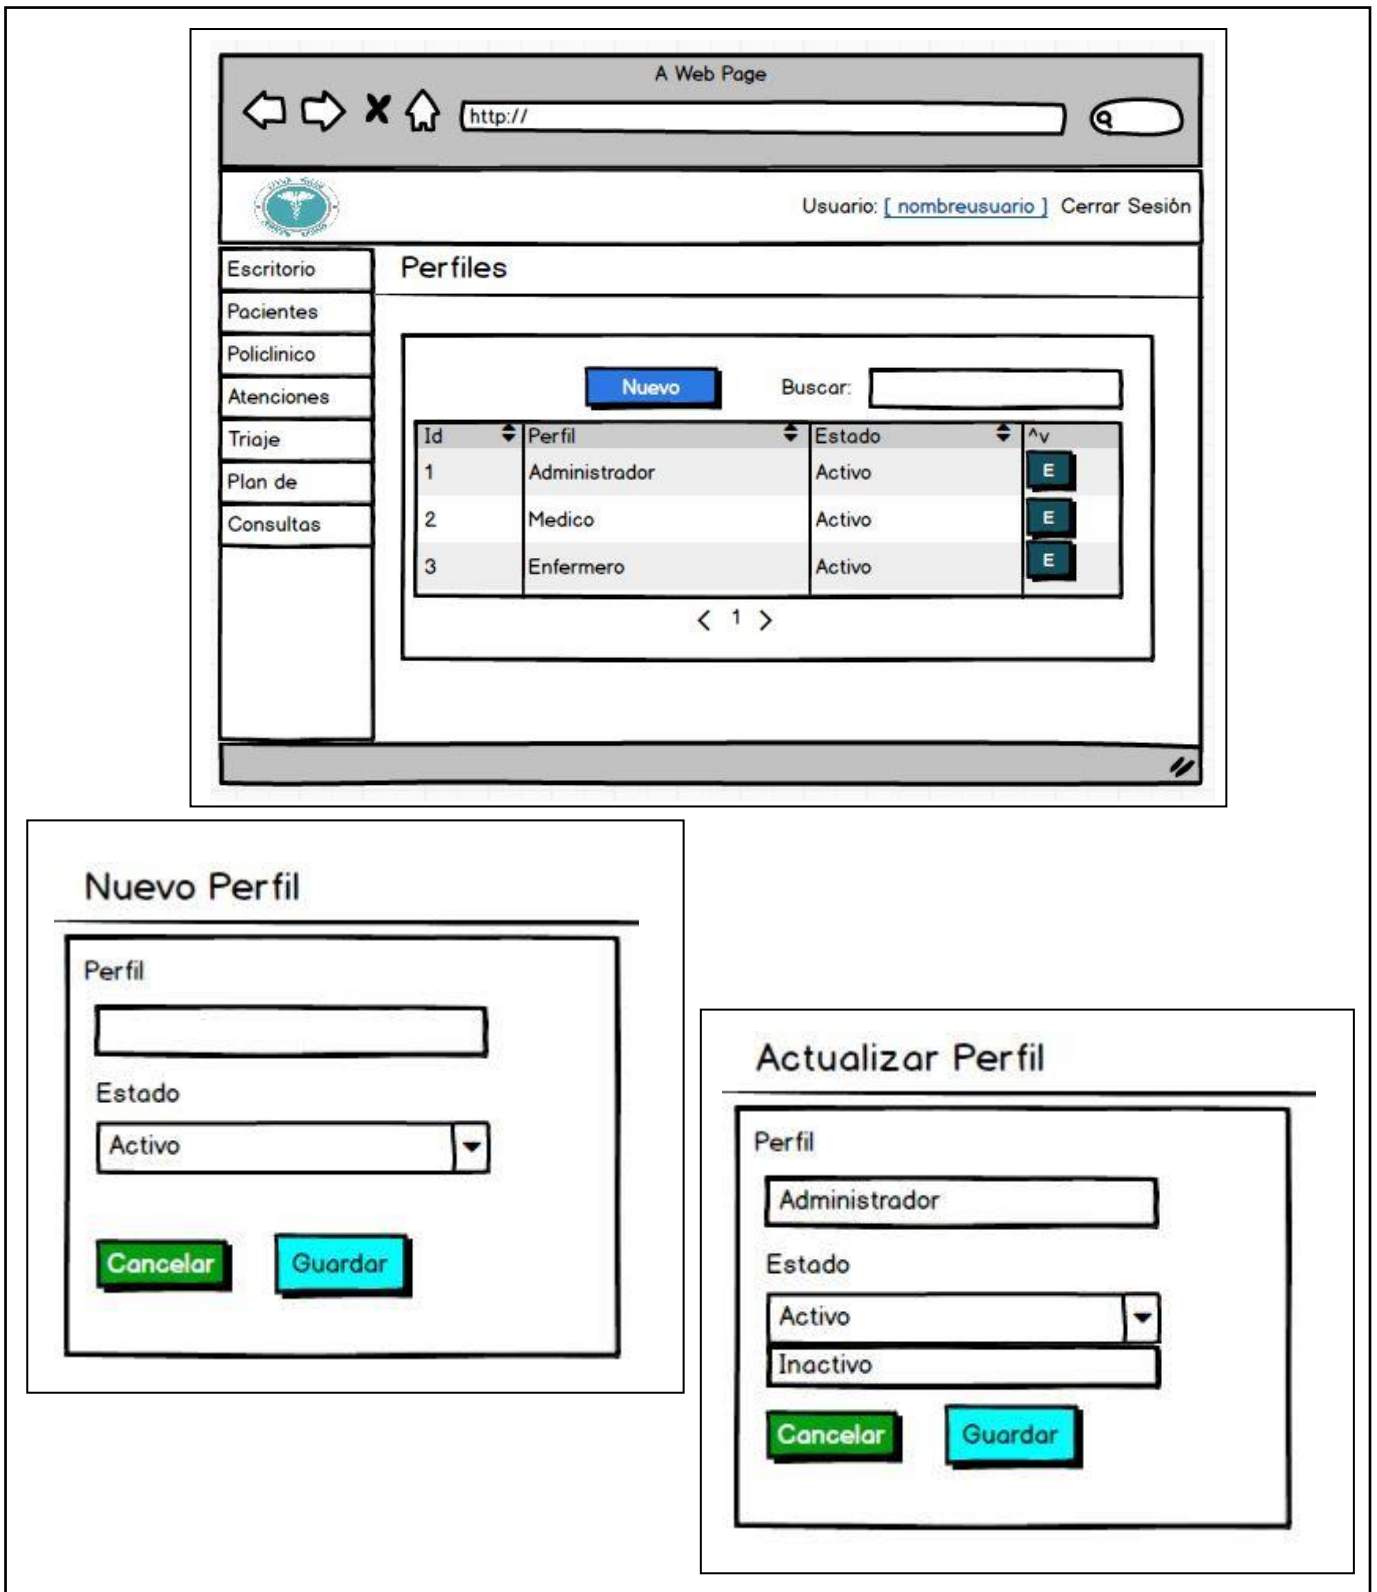 A Web Page
http://
Usuario: [ nombreusuario ] Cerrar Sesión
Escritorio
Pacientes
Policlinico
Atenciones
Triaje
Plan de
Consultas
Perfiles
Nuevo Buscar:
Id Perfil Estado ^v
1 Administrador Activo E
2 Medico Activo E
3 Enfermero Activo E
< 1 >
Nuevo Perfil
Perfil
Estado
Activo
Cancelar Guardar
Actualizar Perfil
Perfil
Administrador
Estado
Activo
Inactivo
Cancelar Guardar